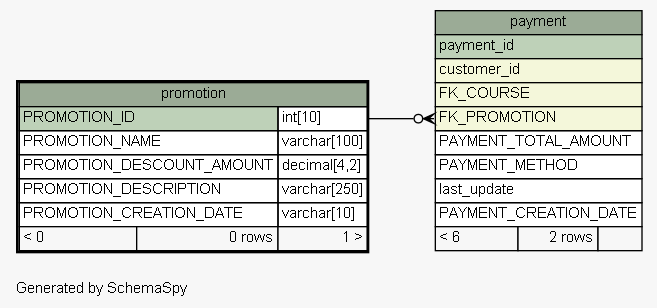 payment
payment_id
customer_id
FK_COURSE
FK_PROMOTION
PAYMENT_TOTAL_AMOUNT
PAYMENT_METHOD
last_update
PAYMENT_CREATION_DATE
< 6 2 rows
promotion
PROMOTION_ID int[10]
PROMOTION_NAME varchar[100]
PROMOTION_DESCOUNT_AMOUNT decimal[4,2]
PROMOTION_DESCRIPTION varchar[250]
PROMOTION_CREATION_DATE varchar[10]
< 0 0 rows 1 >
Generated by SchemaSpy